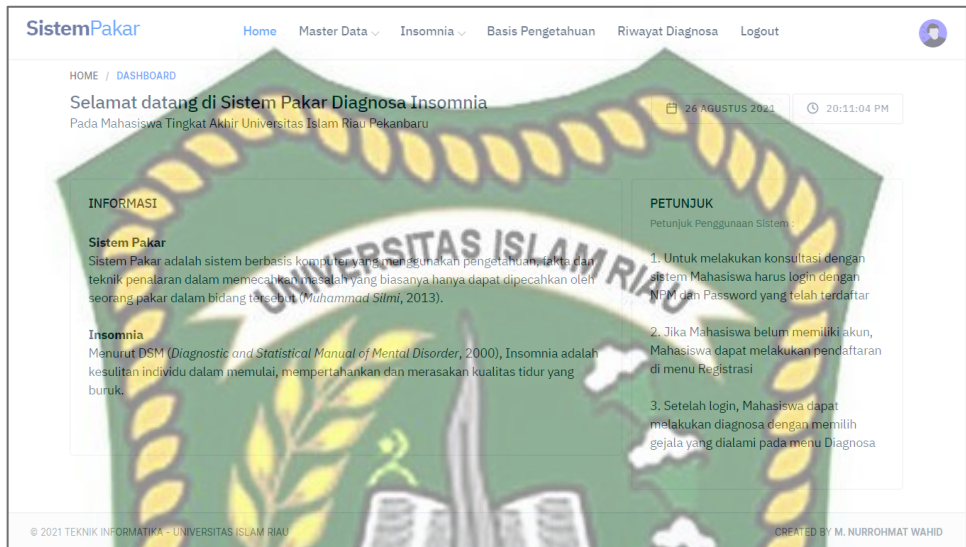 SistemPakar
Home Master Data Insomnia Basis Pengetahuan Riwayat Diagnosa Logout
HOME / DASHBOARD
Selamat datang di Sistem Pakar Diagnosa Insomnia
Pada Mahasiswa Tingkat Akhir Universitas Islam Riau Pekanbaru
26 AGUSTUS 2021
20:11:04 PM
INFORMASI
Sistem Pakar
Sistem Pakar adalah sistem berbasis komputer yang menggunakan pengetahuan, fakta dan
teknik penalaran dalam memecahkan masalah yang biasanya hanya dapat dipecahkan oleh
seorang pakar dalam bidang tersebut (Muhammad Silmi, 2013).
Insomnia
Menurut DSM (Diagnostic and Statistical Manual of Mental Disorder, 2000), Insomnia adalah
kesulitan individu dalam memulai, mempertahankan dan merasakan kualitas tidur yang
buruk.
PETUNJUK
Petunjuk Penggunaan Sistem :
1. Untuk melakukan konsultasi dengan
sistem Mahasiswa harus login dengan
NPM dan Password yang telah terdaftar
2. Jika Mahasiswa belum memiliki akun,
Mahasiswa dapat melakukan pendaftaran
di menu Registrasi
3. Setelah login, Mahasiswa dapat
melakukan diagnosa dengan memilih
gejala yang dialami pada menu Diagnosa
UNIVERSITAS ISLAM RIAU
© 2021 TEKNIK INFORMATIKA - UNIVERSITAS ISLAM RIAU
CREATED BY M. NURROHMAT WAHID